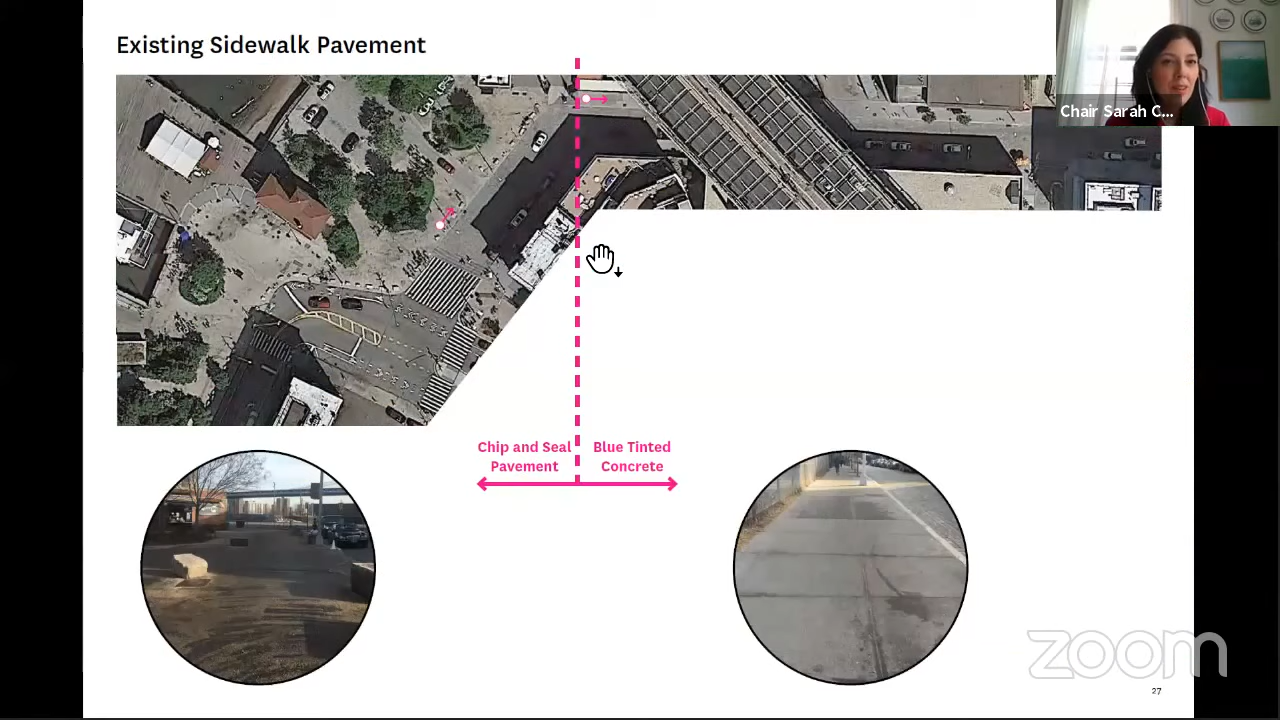 Existing Sidewalk Pavement
Chair Sarah C...
Chip and Seal
Pavement
Blue Tinted
Concrete
zoom
27